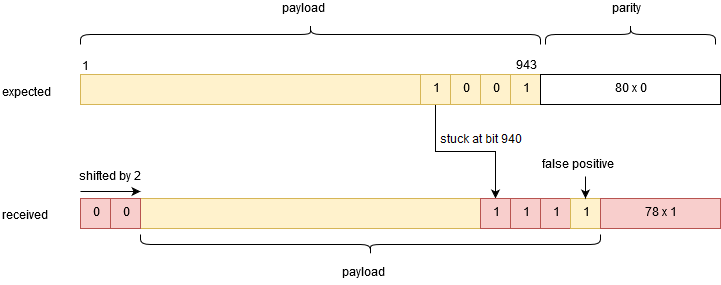 payload parity
1 943
expected 1 0 0 1 80 x 0
stuck at bit 940
false positive
shifted by 2
received 0 0 1 1 1 1 78 x 1
payload